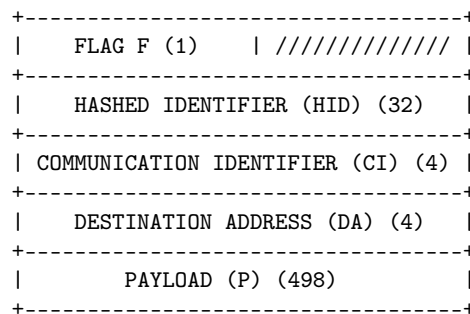 +-----------------------------------+
|    FLAG F (1)    | ////////////// |
+-----------------------------------+
|    HASHED IDENTIFIER (HID) (32)   |
+-----------------------------------+
| COMMUNICATION IDENTIFIER (CI) (4) |
+-----------------------------------+
|    DESTINATION ADDRESS (DA) (4)   |
+-----------------------------------+
|        PAYLOAD (P) (498)          |
+-----------------------------------+